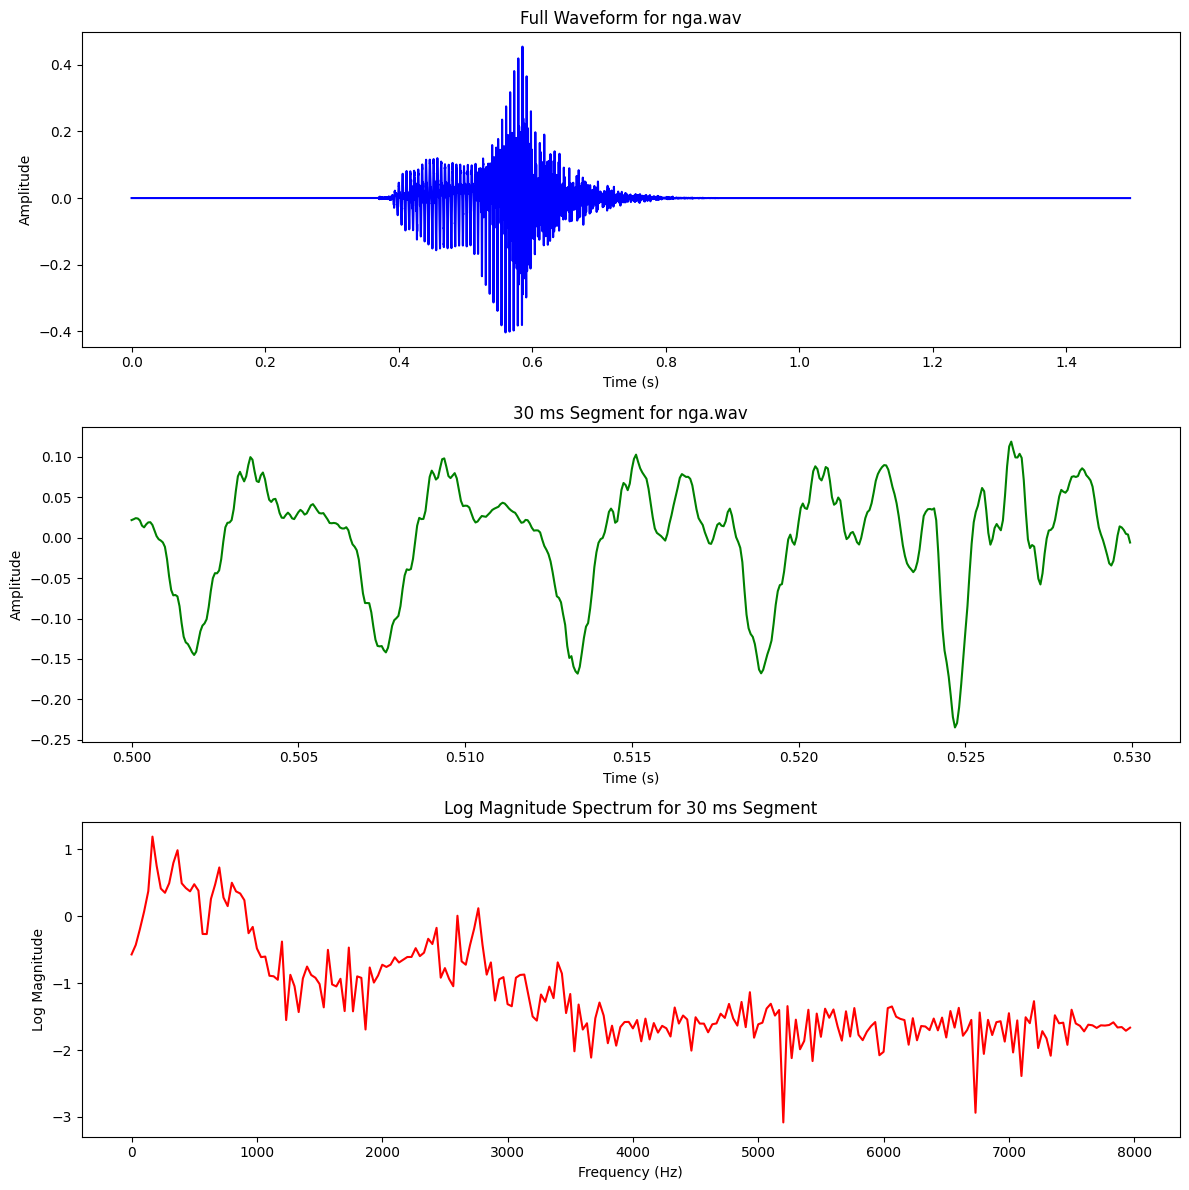 Full Waveform for nga.wav
0.4
0.2
0.0
−0.2
−0.4
Amplitude
0.0 0.2 0.4 0.6 0.8 1.0 1.2 1.4
Time (s)
30 ms Segment for nga.wav
0.10
0.05
0.00
−0.05
−0.10
−0.15
−0.20
−0.25
Amplitude
0.500 0.505 0.510 0.515 0.520 0.525 0.530
Time (s)
Log Magnitude Spectrum for 30 ms Segment
1
0
−1
−2
−3
Log Magnitude
0 1000 2000 3000 4000 5000 6000 7000 8000
Frequency (Hz)